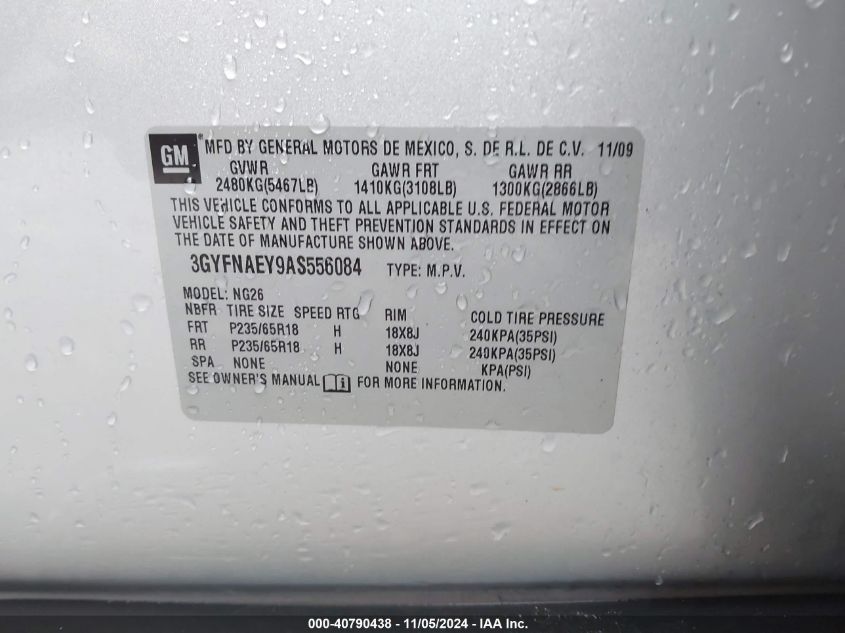 GM ® MFD BY GENERAL MOTORS DE MEXICO, S. DE R.L. DE C.V. 11/09
GVWR GAWR FRT GAWR RR
2480KG(5467LB) 1410KG(3108LB) 1300KG(2866LB)
THIS VEHICLE CONFORMS TO ALL APPLICABLE U.S. FEDERAL MOTOR
VEHICLE SAFETY AND THEFT PREVENTION STANDARDS IN EFFECT ON
THE DATE OF MANUFACTURE SHOWN ABOVE.
3GYFNAEY9AS556084 TYPE: M.P.V.
MODEL: NG26
NBFR TIRE SIZE SPEED RTG RIM COLD TIRE PRESSURE
FRT P235/65R18 H 18X8J 240KPA(35PSI)
RR P235/65R18 H 18X8J 240KPA(35PSI)
SPA NONE NONE KPA(PSI)
SEE OWNER'S MANUAL FOR MORE INFORMATION.
000-40790438 - 11/05/2024 - IAA Inc.